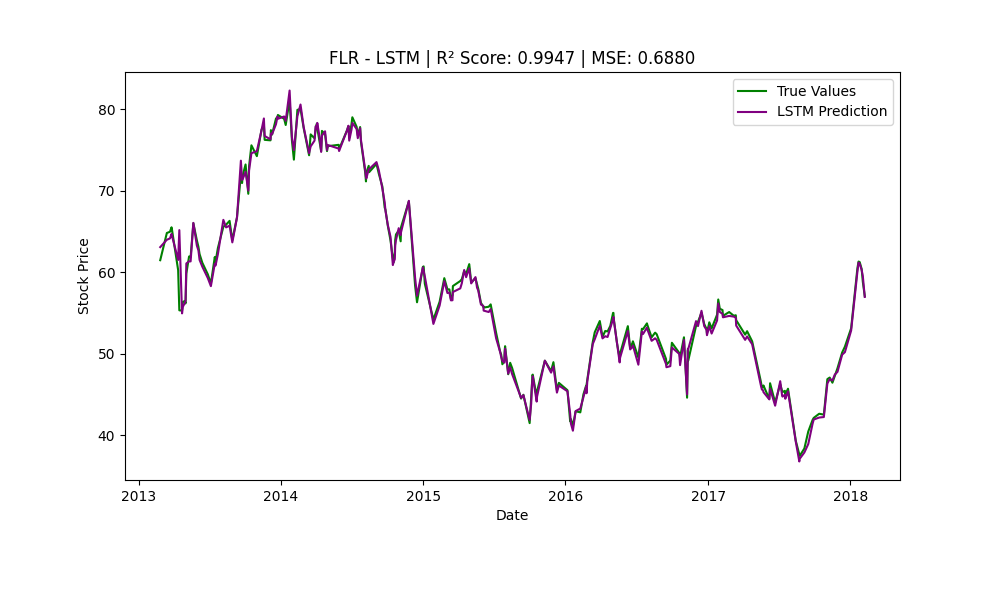 FLR - LSTM | R² Score: 0.9947 | MSE: 0.6880
True Values
LSTM Prediction
Stock Price
80
70
60
50
40
2013
2014
2015
2016
2017
2018
Date